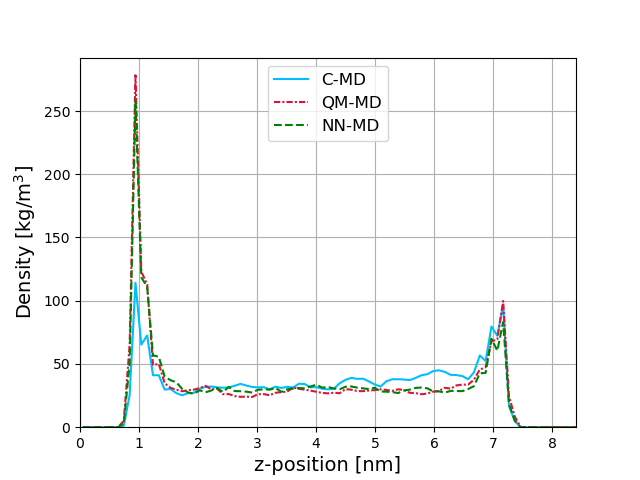 C-MD
QM-MD
NN-MD
Density [kg/m³]
250
200
150
100
50
0
0 1 2 3 4 5 6 7 8
z-position [nm]